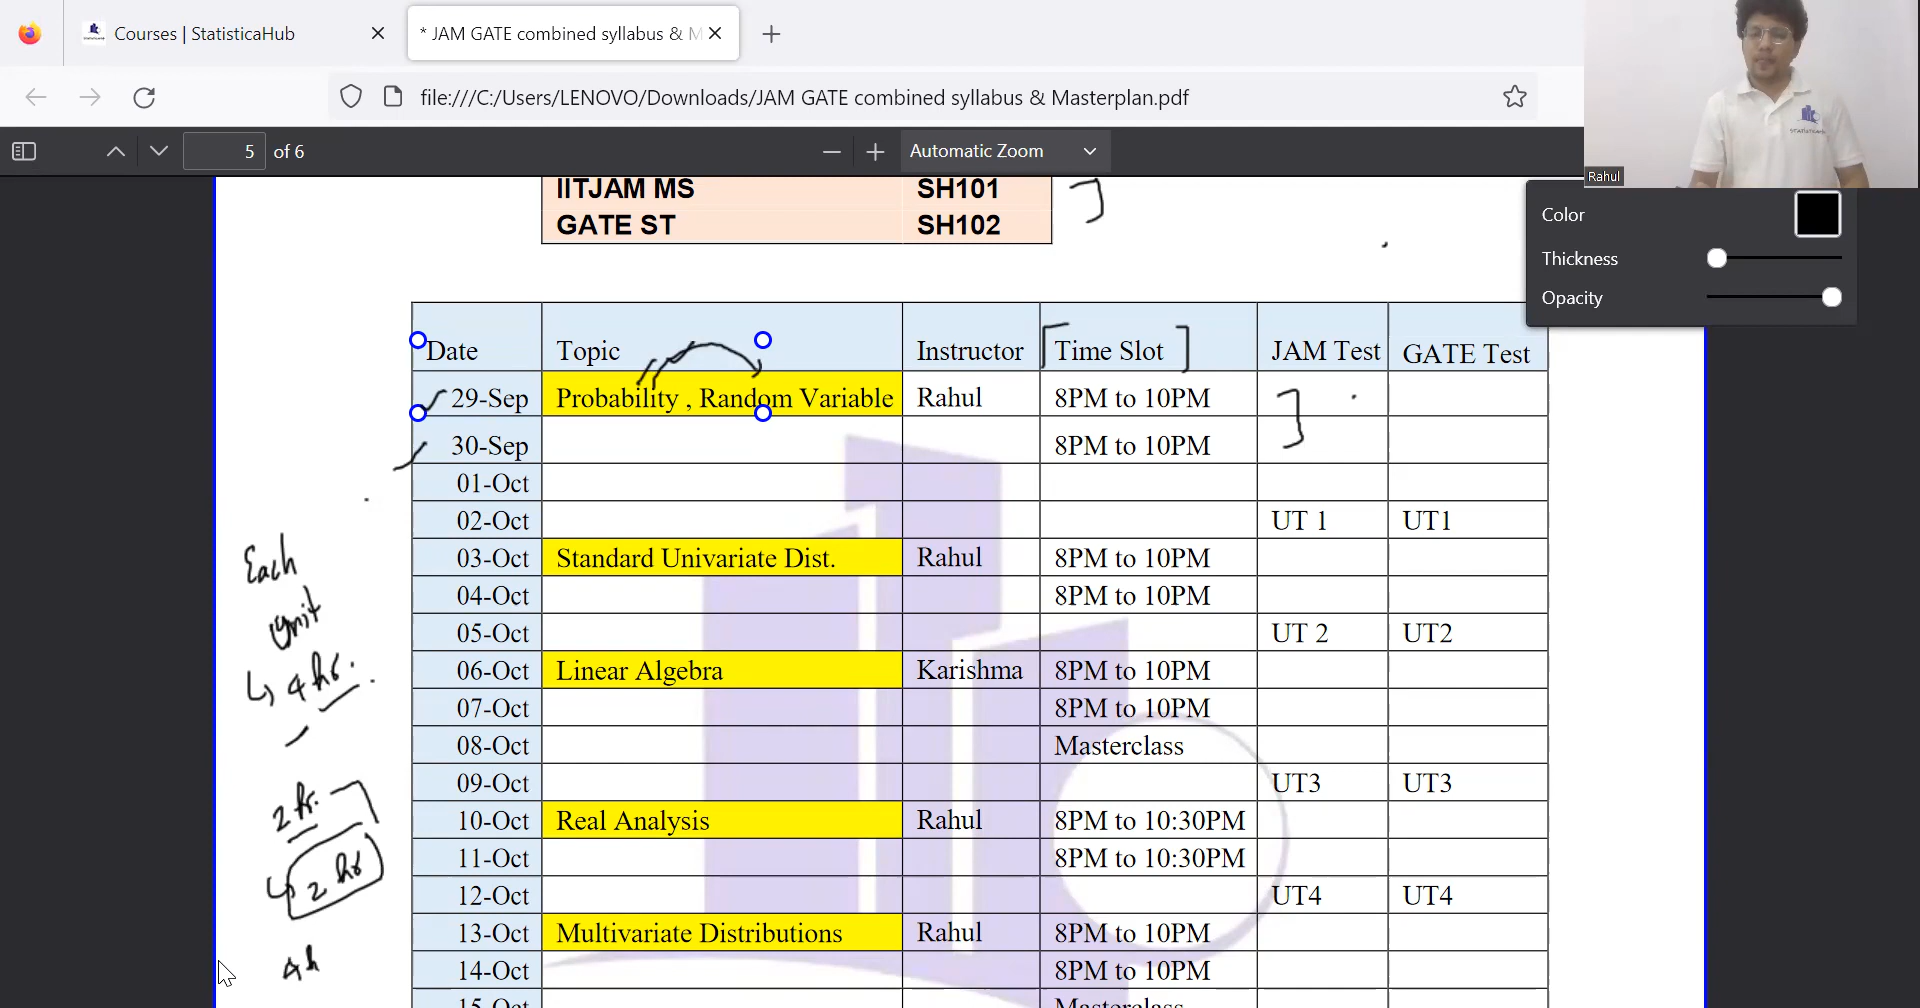 Courses | StatisticaHub
* JAM GATE combined syllabus & M
file:///C:/Users/LENOVO/Downloads/JAM GATE combined syllabus & Masterplan.pdf
5 of 6
Automatic Zoom
Rahul
Color
Thickness
Opacity
IITJAM MS SH101
GATE ST SH102
Date Topic Instructor Time Slot JAM Test GATE Test
29-Sep Probability , Random Variable Rahul 8PM to 10PM
30-Sep 8PM to 10PM
01-Oct
02-Oct UT 1 UT1
03-Oct Standard Univariate Dist. Rahul 8PM to 10PM
04-Oct 8PM to 10PM
05-Oct UT 2 UT2
06-Oct Linear Algebra Karishma 8PM to 10PM
07-Oct 8PM to 10PM
08-Oct Masterclass
09-Oct UT3 UT3
10-Oct Real Analysis Rahul 8PM to 10:30PM
11-Oct 8PM to 10:30PM
12-Oct UT4 UT4
13-Oct Multivariate Distributions Rahul 8PM to 10PM
14-Oct 8PM to 10PM
15-Oct Masterclass
Each
Unit
4 hr.
2 hr.
2 hr
4h